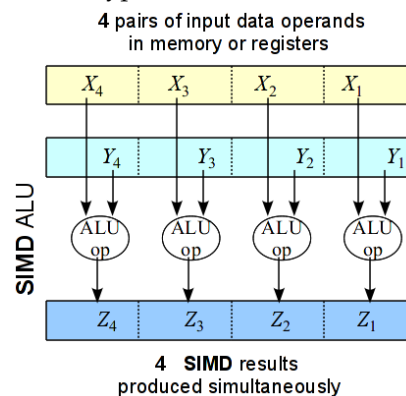 4 pairs of input data operands
in memory or registers
X4 X3 X2 X1
Y4 Y3 Y2 Y1
SIMD ALU
ALU op ALU op ALU op ALU op
Z4 Z3 Z2 Z1
4 SIMD results
produced simultaneously